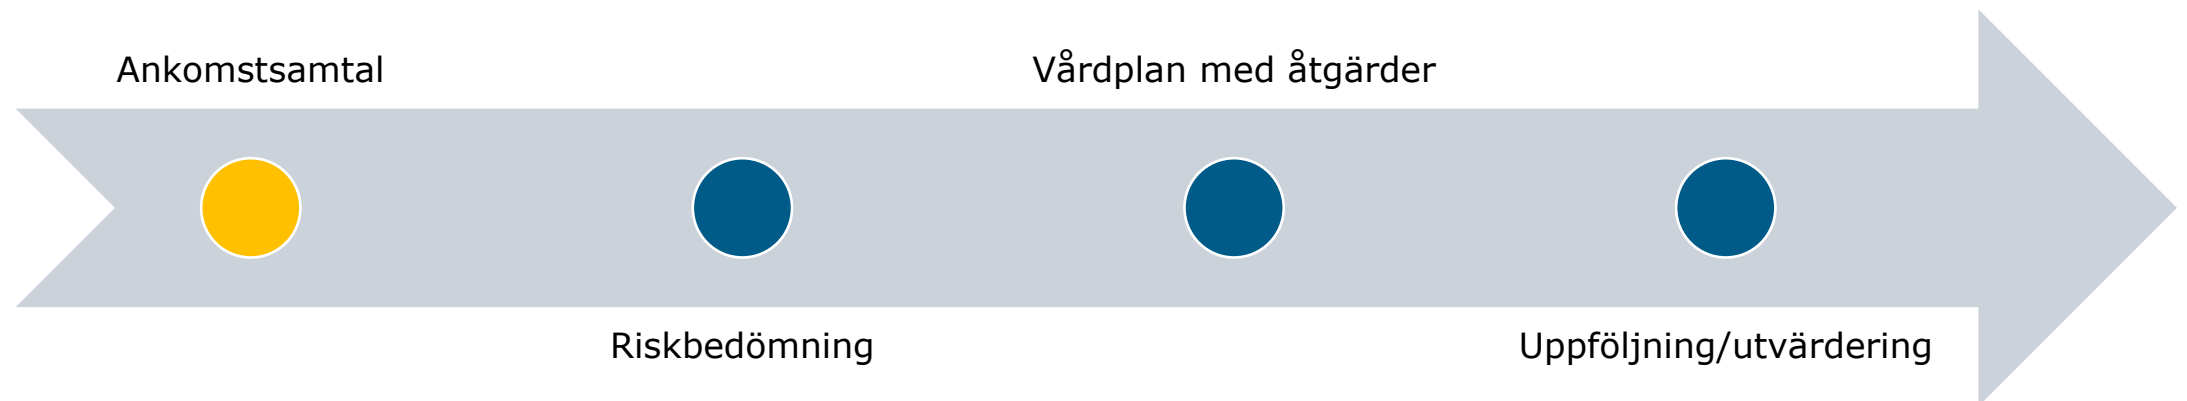 Ankomstsamtal
Riskbedömning
Vårdplan med åtgärder
Uppföljning/utvärdering